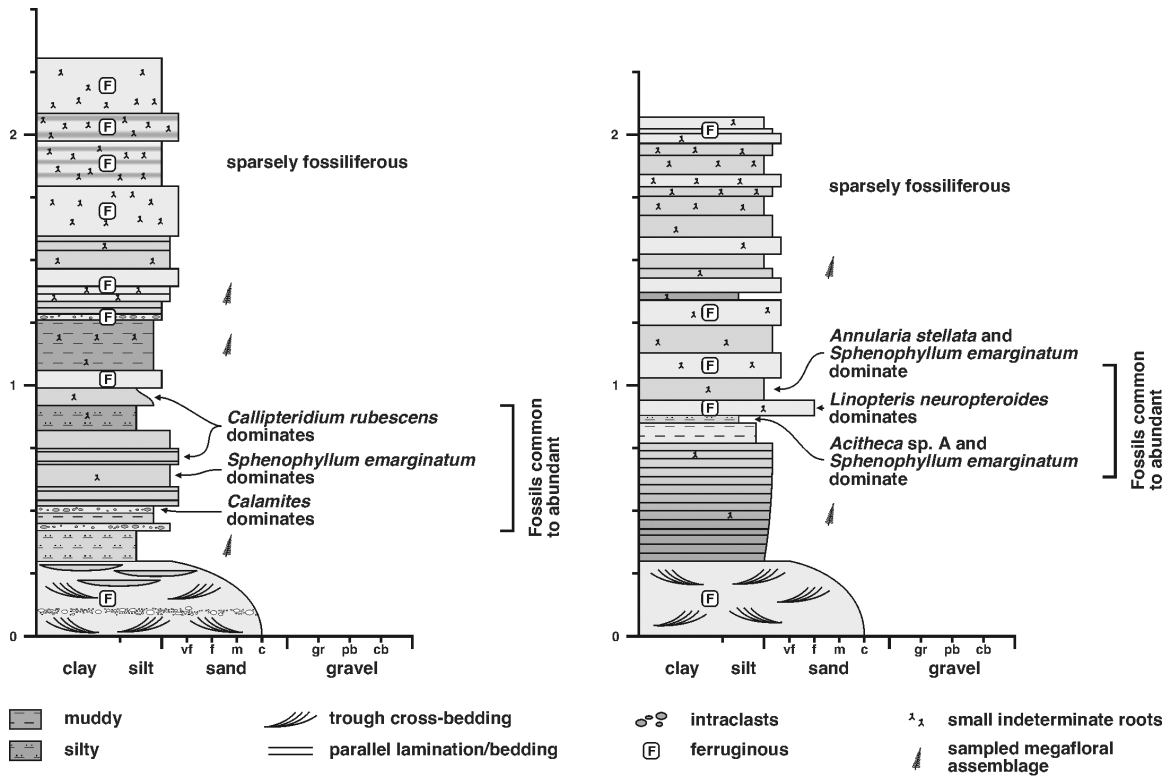 2
1
0
F
F
F
F
F
F
F
F
sparsely fossiliferous
Callipteridium rubescens
dominates
Sphenophyllum emarginatum
dominates
Calamites
dominates
Fossils common
to abundant
vf f m c gr pb cb
clay silt sand gravel
2
1
0
F
F
F
F
F
sparsely fossiliferous
Annularia stellata and
Sphenophyllum emarginatum
dominate
Linopteris neuropteroides
dominates
Acitheca sp. A and
Sphenophyllum emarginatum
dominate
Fossils common
to abundant
vf f m c gr pb cb
clay silt sand gravel
muddy
silty
trough cross-bedding
parallel lamination/bedding
intraclasts
F ferruginous
small indeterminate roots
sampled megafloral
assemblage